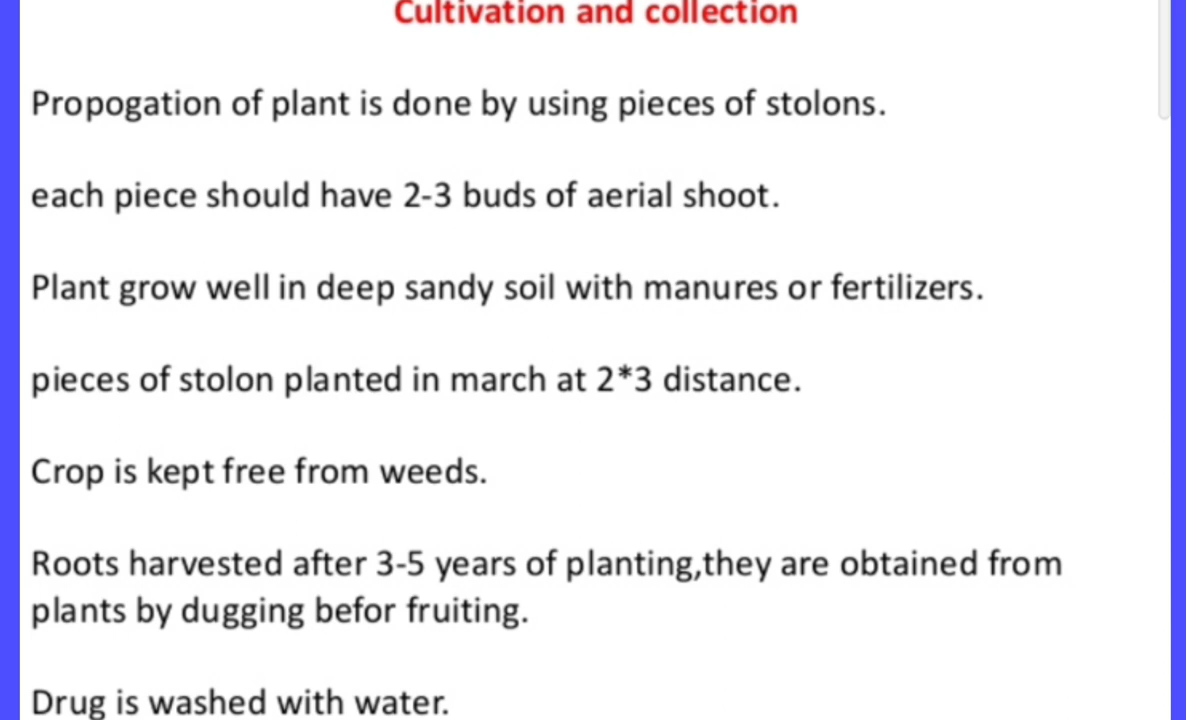 Cultivation and collection
Propogation of plant is done by using pieces of stolons.
each piece should have 2-3 buds of aerial shoot.
Plant grow well in deep sandy soil with manures or fertilizers.
pieces of stolon planted in march at 2*3 distance.
Crop is kept free from weeds.
Roots harvested after 3-5 years of planting,they are obtained from
plants by dugging befor fruiting.
Drug is washed with water.